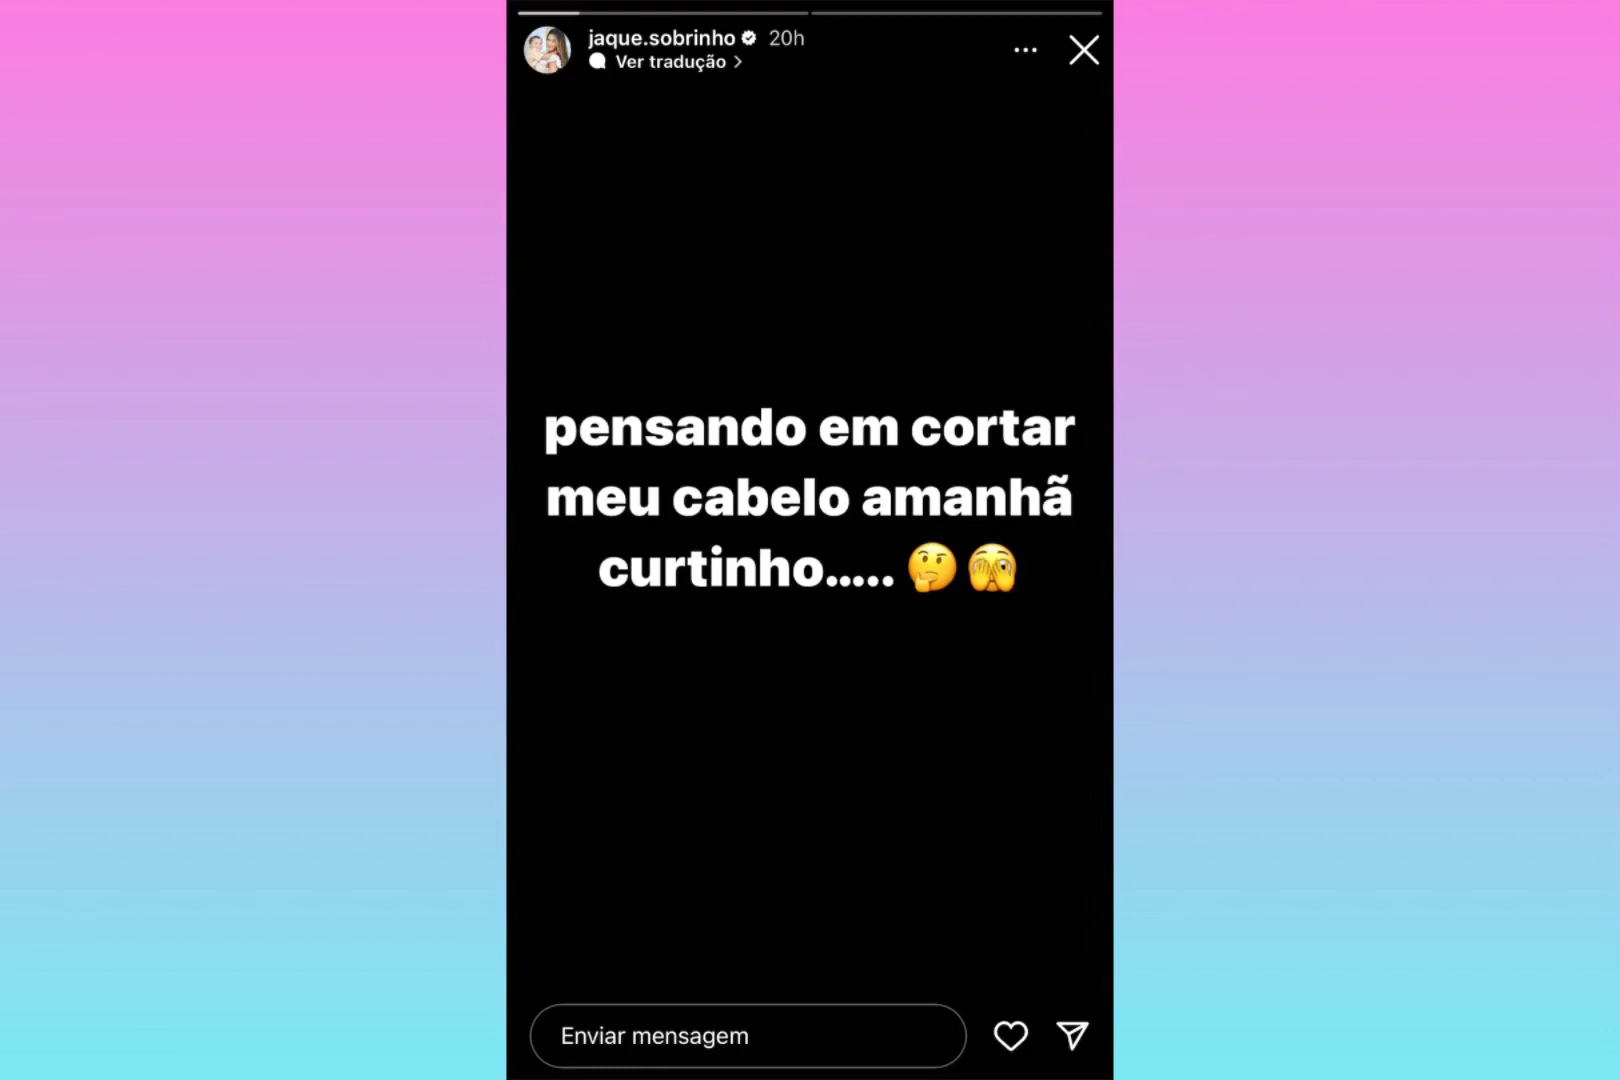 jaque.sobrinho 20h
Ver tradução
pensando em cortar
meu cabelo amanhã
curtinho..... 🤔🫣
Enviar mensagem